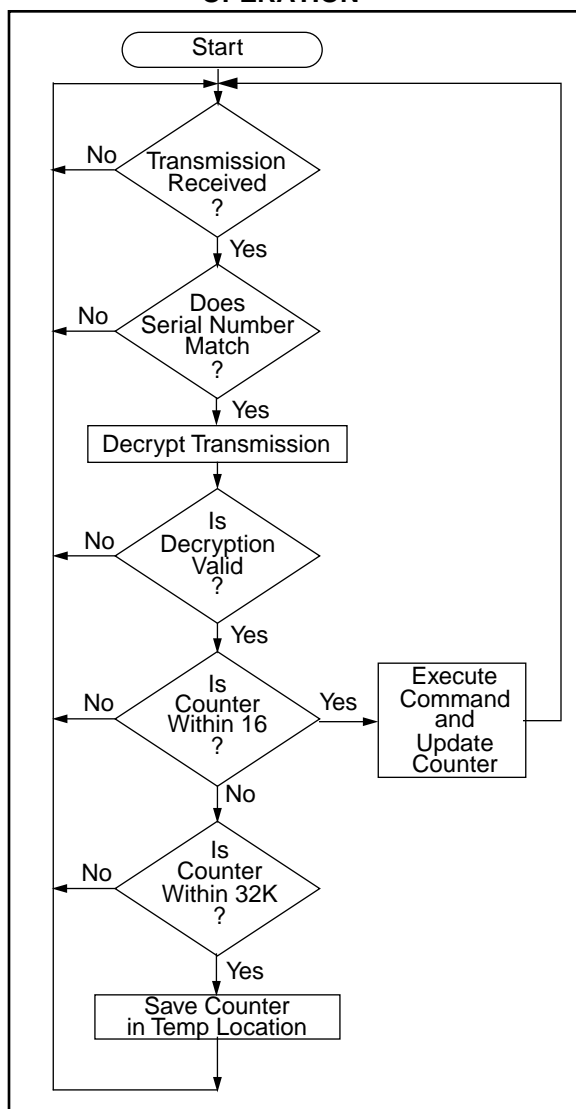 OPERATION
Start
No
Transmission
Received
?
Yes
No
Does
Serial Number
Match
?
Yes
Decrypt Transmission
No
Is
Decryption
Valid
?
Yes
No
Is
Counter
Within 16
?
Yes
Execute
Command
and
Update
Counter
No
No
Is
Counter
Within 32K
?
Yes
Save Counter
in Temp Location